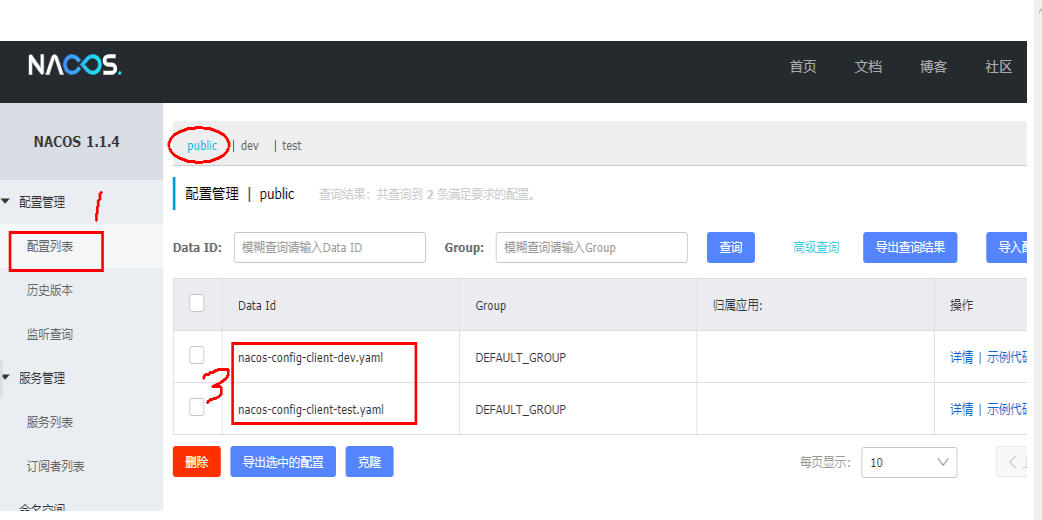 NACOS.
首页 文档 博客 社区
NACOS 1.1.4
public | dev | test
配置管理
1
配置管理 | public 查询结果：共查询到 2 条满足要求的配置。
配置列表
Data ID: 模糊查询请输入Data ID Group: 模糊查询请输入Group 查询 高级查询 导出查询结果 导入
历史版本
Data Id Group 归属应用: 操作
监听查询
nacos-config-client-dev.yaml DEFAULT_GROUP 详情 | 示例代码
服务管理
3
nacos-config-client-test.yaml DEFAULT_GROUP 详情 | 示例代码
服务列表
删除 导出选中的配置 克隆 每页显示: 10
订阅者列表
命名空间